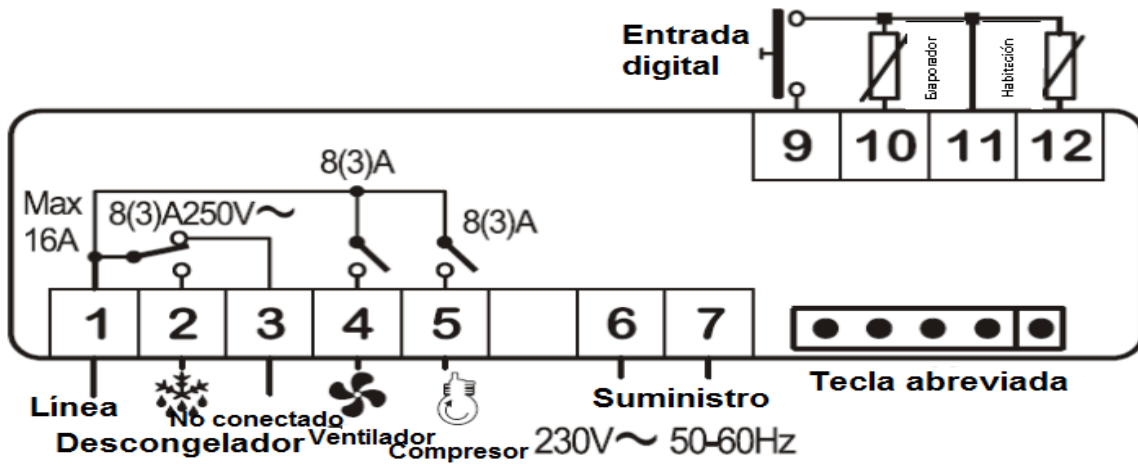 Entrada
digital
Evaporador
Habitación
9 10 11 12
8(3)A
Max
16A
8(3)A250V~
8(3)A
1 2 3 4 5 6 7
Línea
Descongelador
No conectado
Ventilador
Compresor
Suministro
230V~ 50-60Hz
Tecla abreviada